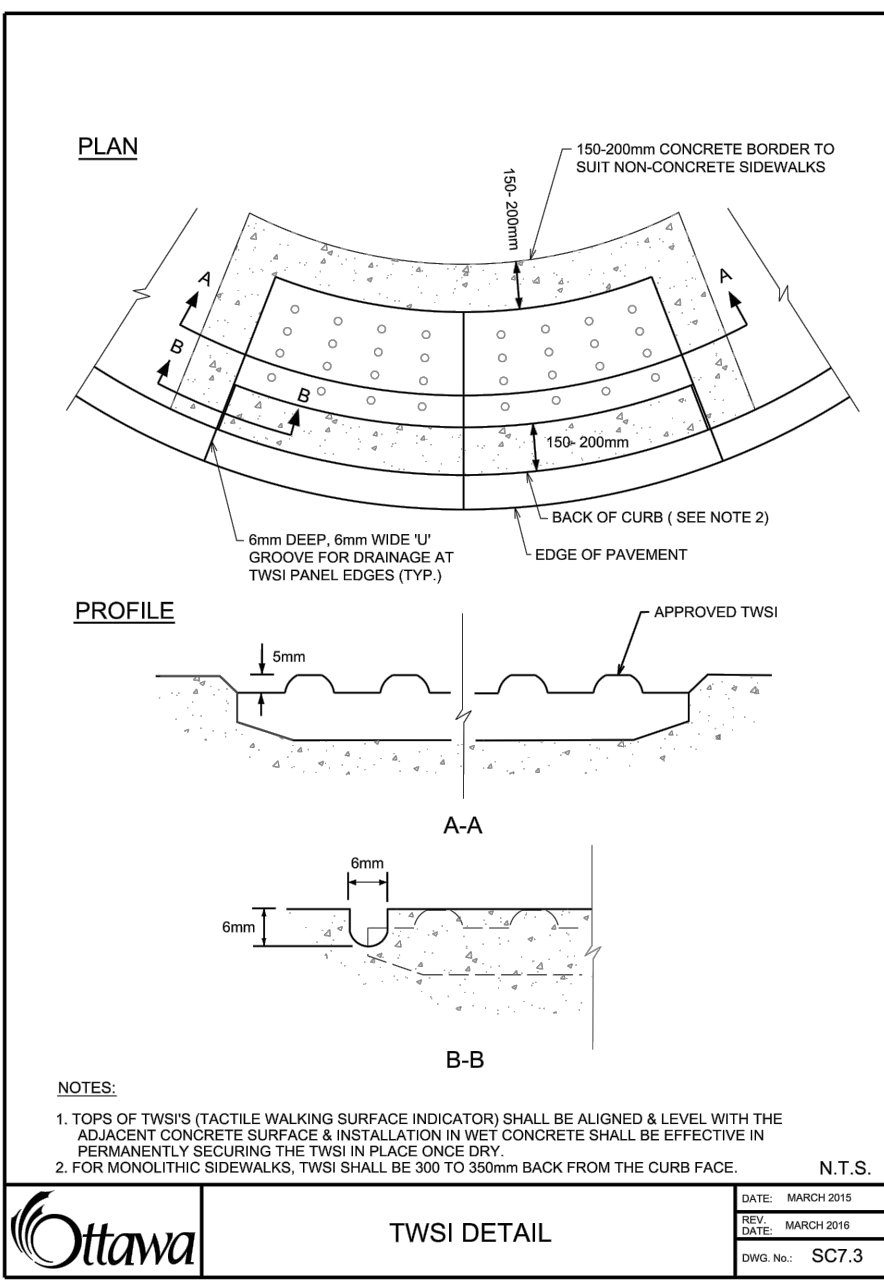 PLAN
150-200mm CONCRETE BORDER TO
SUIT NON-CONCRETE SIDEWALKS
150- 200mm
A
A
B
B
150- 200mm
BACK OF CURB ( SEE NOTE 2)
EDGE OF PAVEMENT
6mm DEEP, 6mm WIDE 'U'
GROOVE FOR DRAINAGE AT
TWSI PANEL EDGES (TYP.)
PROFILE
APPROVED TWSI
5mm
A-A
6mm
6mm
B-B
NOTES:
1. TOPS OF TWSI'S (TACTILE WALKING SURFACE INDICATOR) SHALL BE ALIGNED & LEVEL WITH THE
ADJACENT CONCRETE SURFACE & INSTALLATION IN WET CONCRETE SHALL BE EFFECTIVE IN
PERMANENTLY SECURING THE TWSI IN PLACE ONCE DRY.
2. FOR MONOLITHIC SIDEWALKS, TWSI SHALL BE 300 TO 350mm BACK FROM THE CURB FACE.
N.T.S.
Ottawa
TWSI DETAIL
DATE: MARCH 2015
REV.
DATE: MARCH 2016
DWG. No.: SC7.3